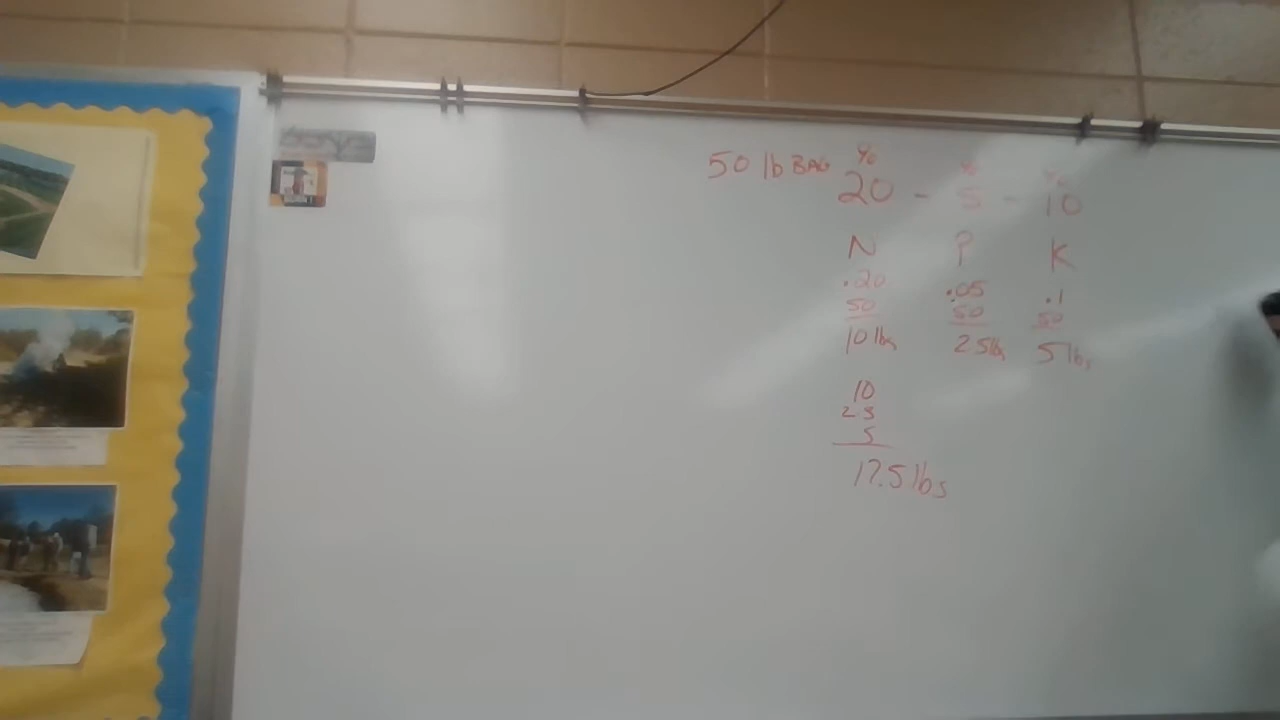 50 lb BAG
% % %
20 - 5 - 10
N P K
.20 .05 .1
50 50 50
10 lbs 2.5 lbs 5 lbs
10
2.5
5
17.5 lbs